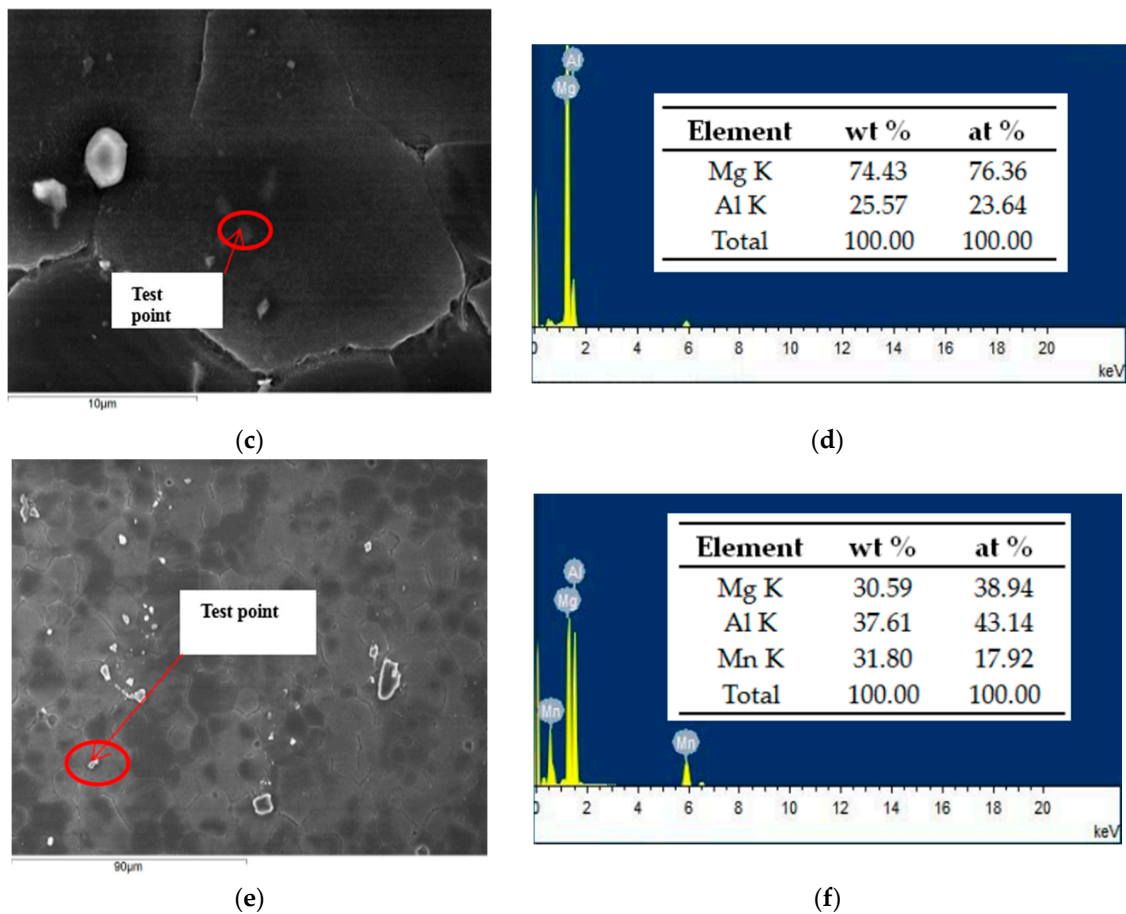 Test
point
10μm
(c)
Al
Mg
Element wt % at %
Mg K 74.43 76.36
Al K 25.57 23.64
Total 100.00 100.00
0 2 4 6 8 10 12 14 16 18 20
keV
(d)
Test point
90μm
(e)
Al
Mg
Mn
Mn
Element wt % at %
Mg K 30.59 38.94
Al K 37.61 43.14
Mn K 31.80 17.92
Total 100.00 100.00
0 2 4 6 8 10 12 14 16 18 20
keV
(f)